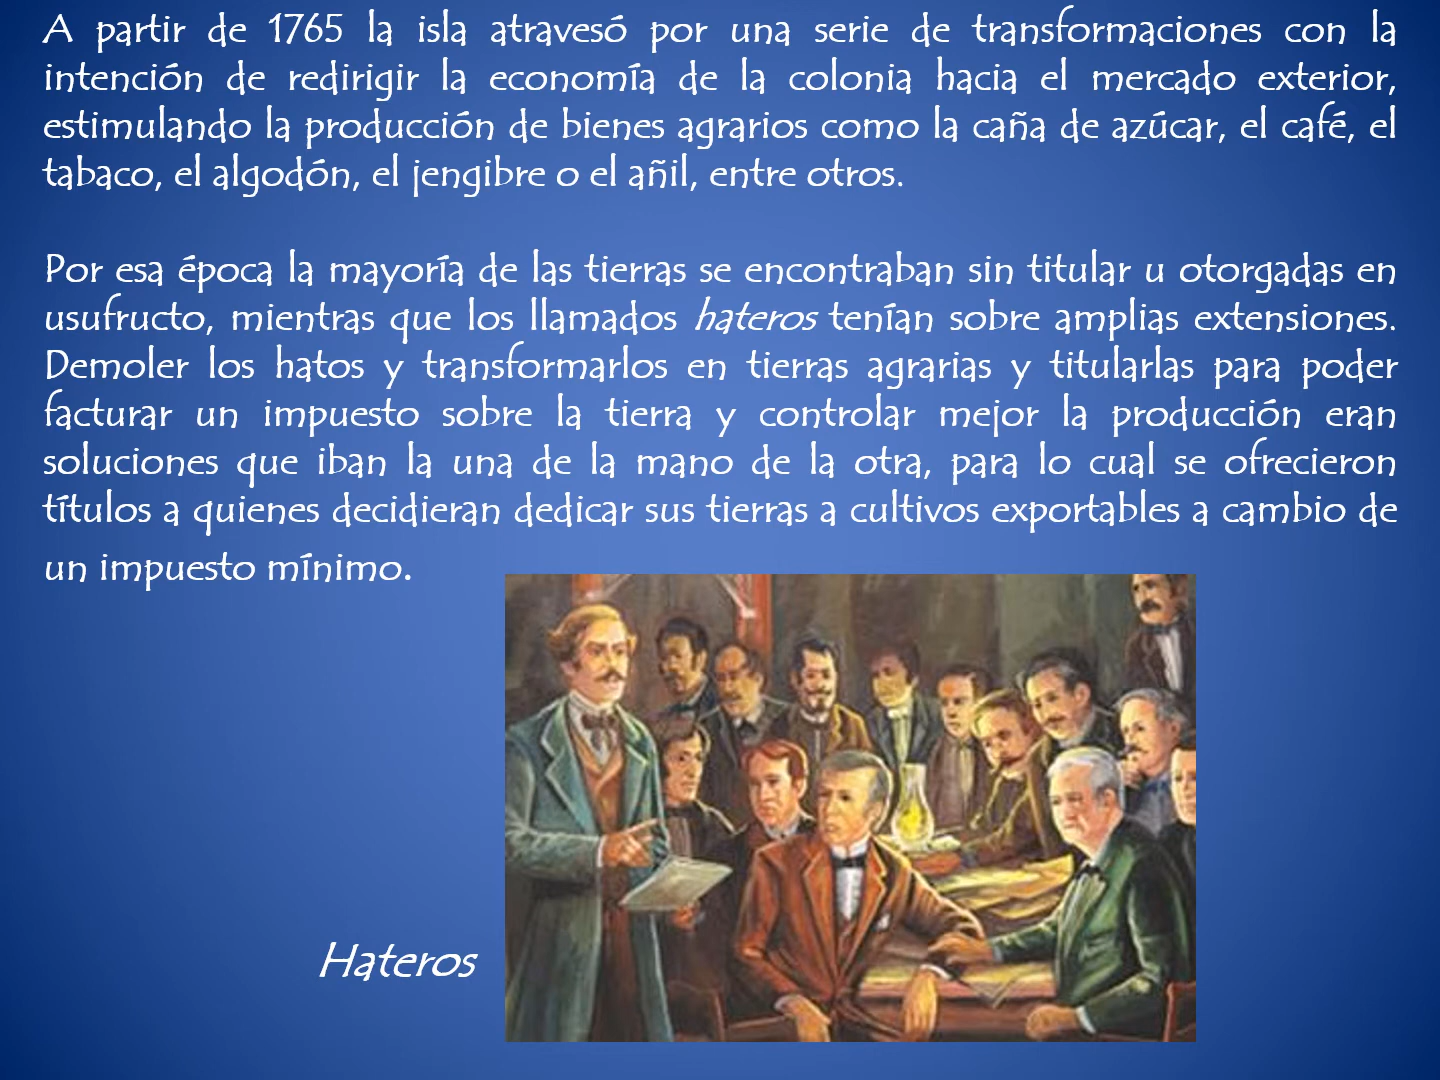 A partir de 1765 la isla atravesó por una serie de transformaciones con la
intención de redirigir la economía de la colonia hacia el mercado exterior,
estimulando la producción de bienes agrarios como la caña de azúcar, el café, el
tabaco, el algodón, el jengibre o el añil, entre otros.
Por esa época la mayoría de las tierras se encontraban sin titular u otorgadas en
usufructo, mientras que los llamados hateros tenían sobre amplias extensiones.
Demoler los hatos y transformarlos en tierras agrarias y titularlas para poder
facturar un impuesto sobre la tierra y controlar mejor la producción eran
soluciones que iban la una de la mano de la otra, para lo cual se ofrecieron
títulos a quienes decidieran dedicar sus tierras a cultivos exportables a cambio de
un impuesto mínimo.
Hateros